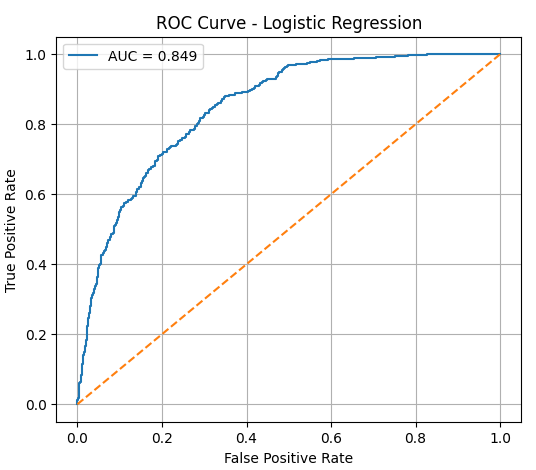 ROC Curve - Logistic Regression
AUC = 0.849
True Positive Rate
1.0
0.8
0.6
0.4
0.2
0.0
0.0 0.2 0.4 0.6 0.8 1.0
False Positive Rate